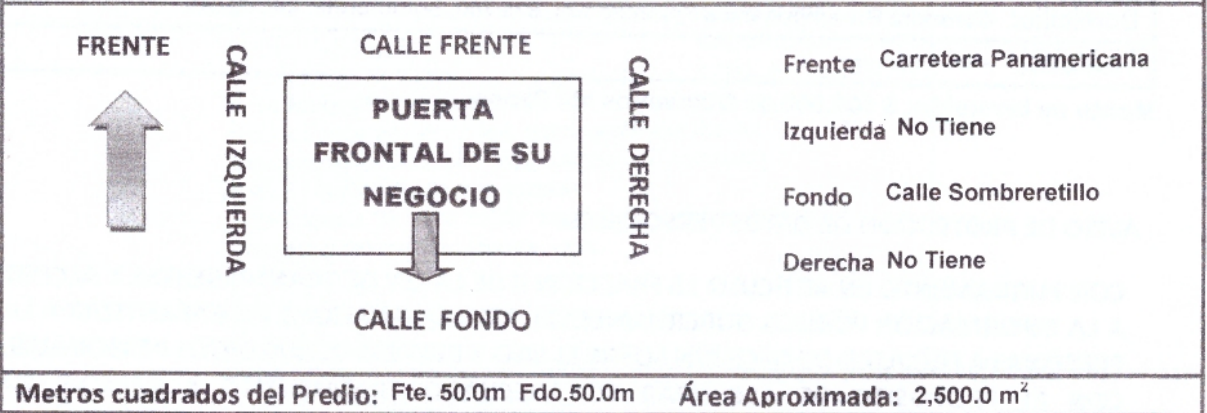 FRENTE
CALLE IZQUIERDA
CALLE FRENTE
PUERTA
FRONTAL DE SU
NEGOCIO
CALLE DERECHA
CALLE FONDO
Frente Carretera Panamericana
Izquierda No Tiene
Fondo Calle Sombreretillo
Derecha No Tiene
Metros cuadrados del Predio: Fte. 50.0m Fdo.50.0m Área Aproximada: 2,500.0 m²